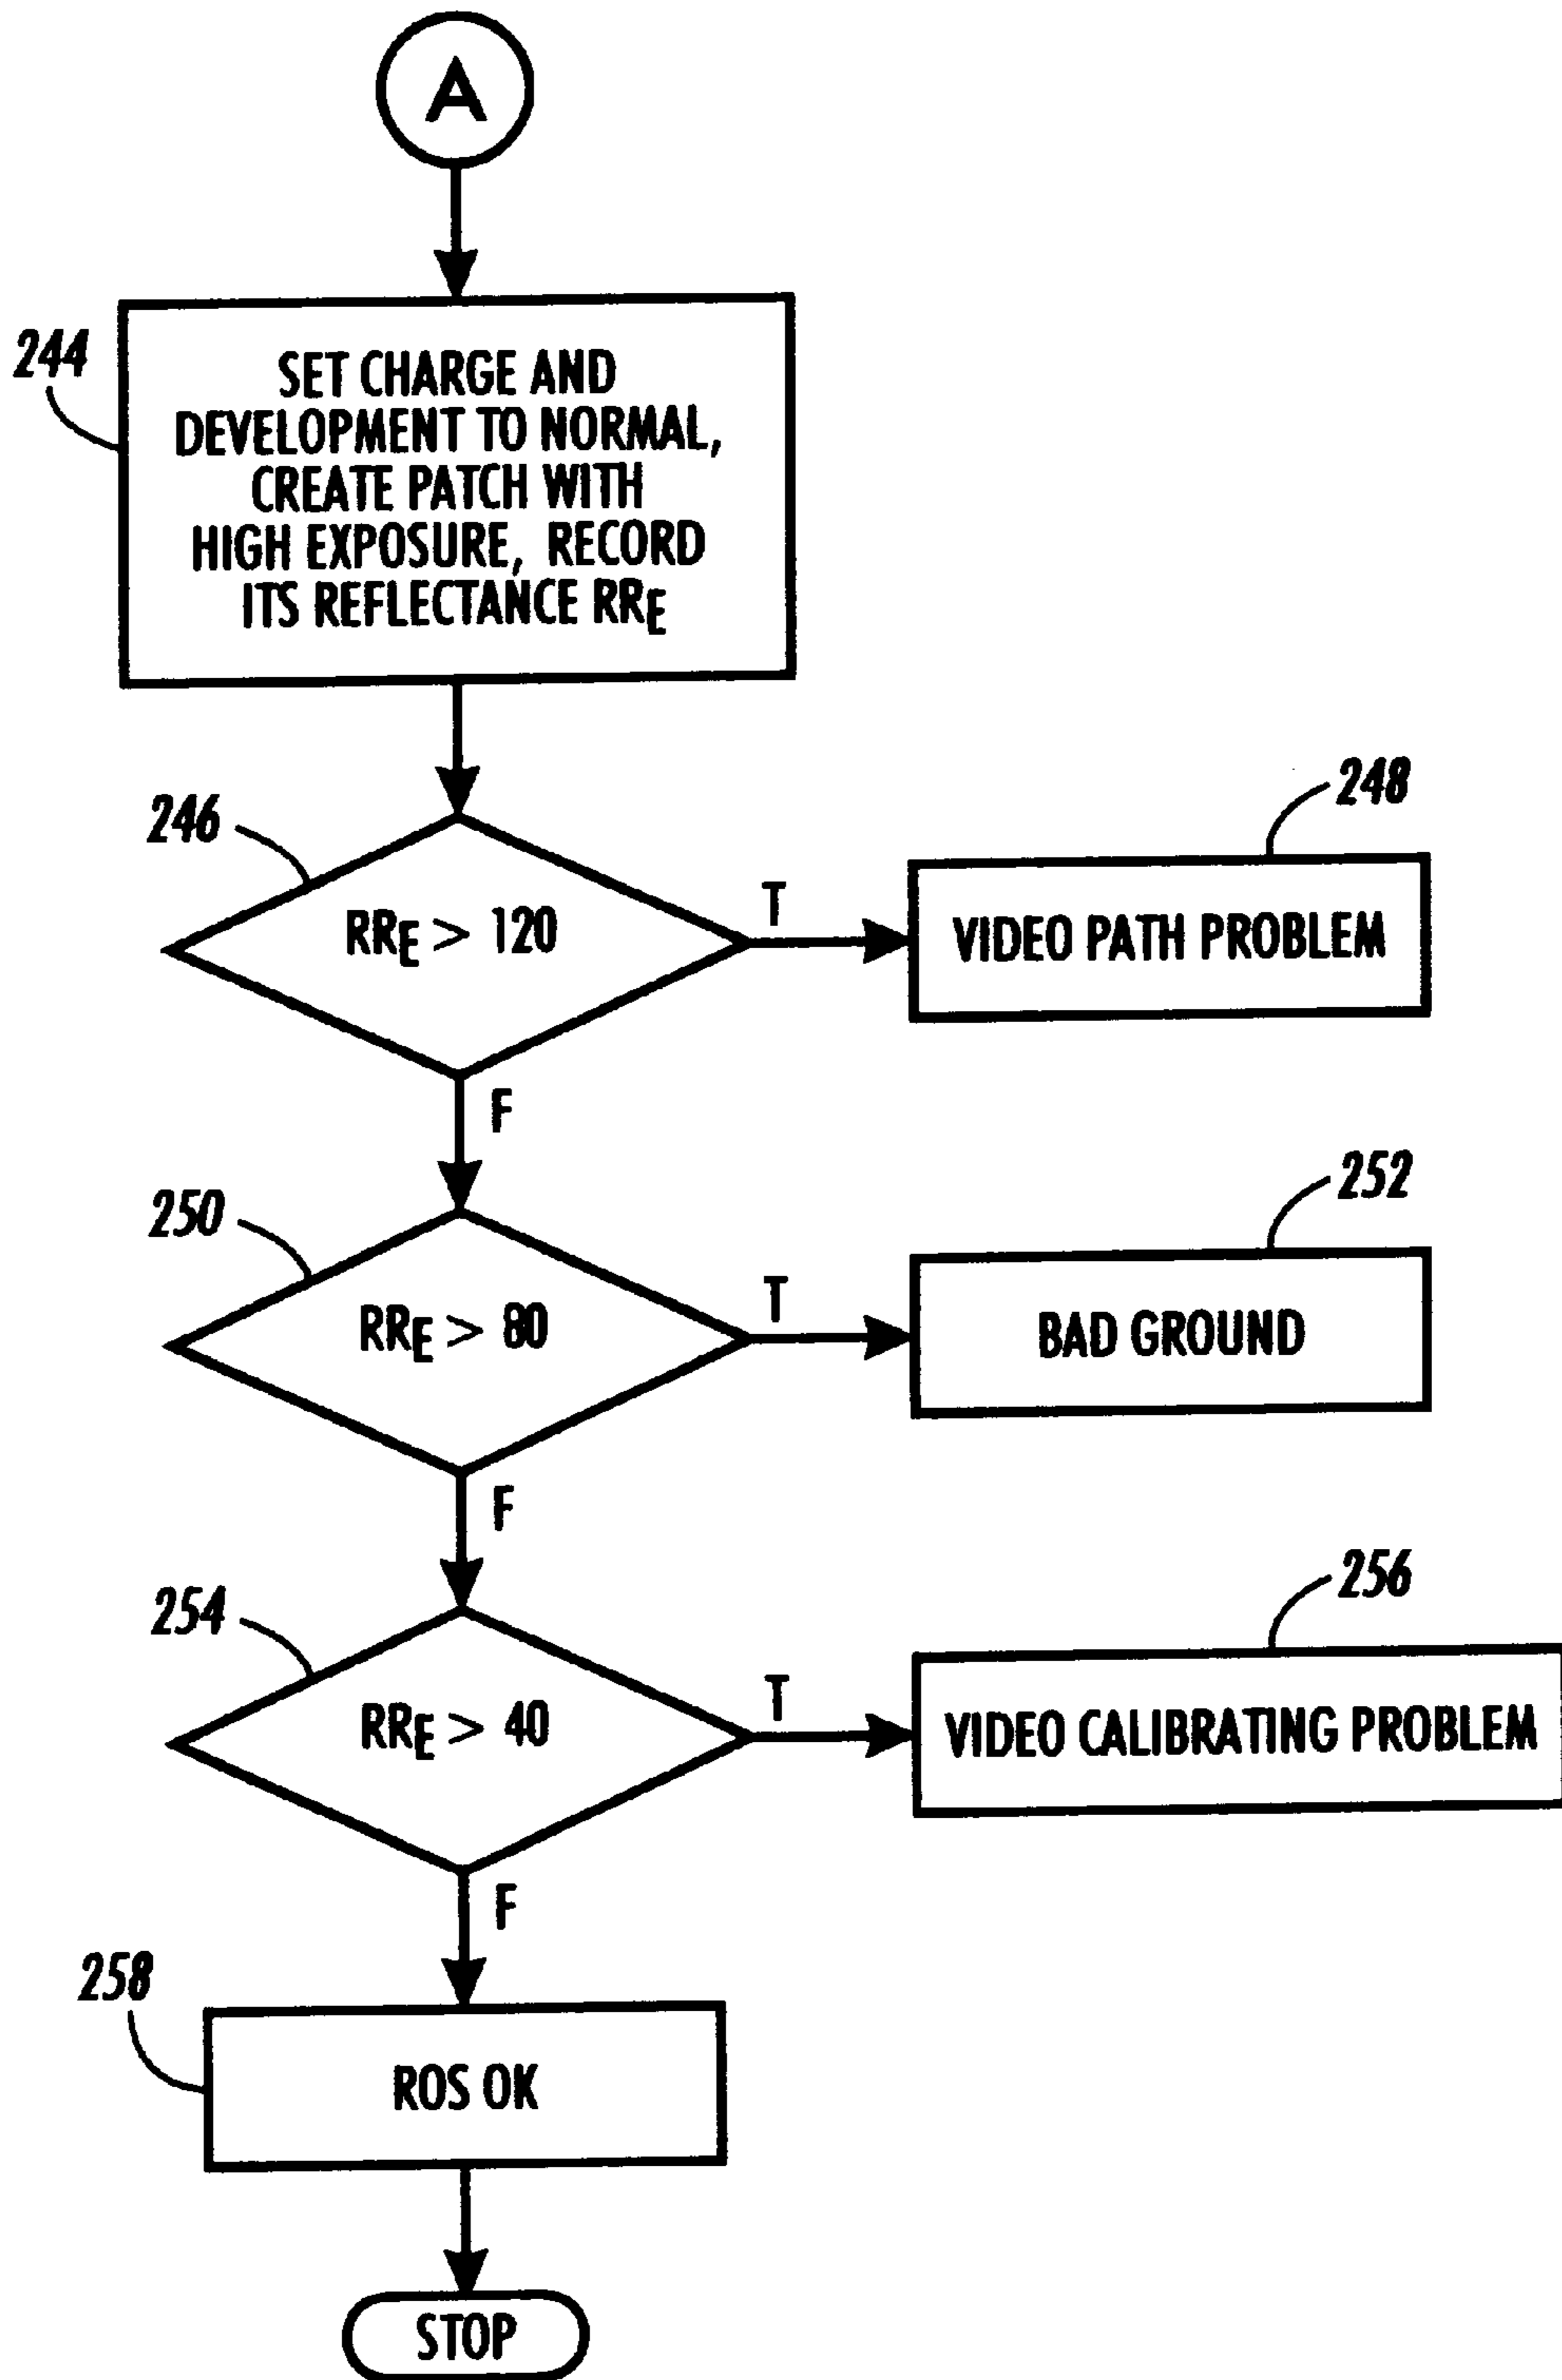 A
244
SET CHARGE AND
DEVELOPMENT TO NORMAL,
CREATE PATCH WITH
HIGH EXPOSURE, RECORD
ITS REFLECTANCE RRE
246
RRE > 120
T
248
VIDEO PATH PROBLEM
F
250
RRE > 80
T
252
BAD GROUND
F
254
RRE > 40
T
256
VIDEO CALIBRATING PROBLEM
F
258
ROS OK
STOP